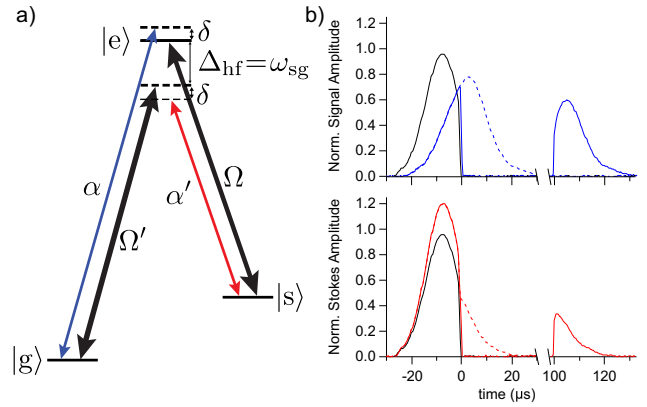 a)
|e⟩
δ
Δhf=ωsg
δ
α
Ω′
α′
Ω
|s⟩
|g⟩
b)
Norm. Signal Amplitude
1.2
1.0
0.8
0.6
0.4
0.2
0.0
Norm. Stokes Amplitude
1.2
1.0
0.8
0.6
0.4
0.2
0.0
-20 0 20 100 120
time (μs)